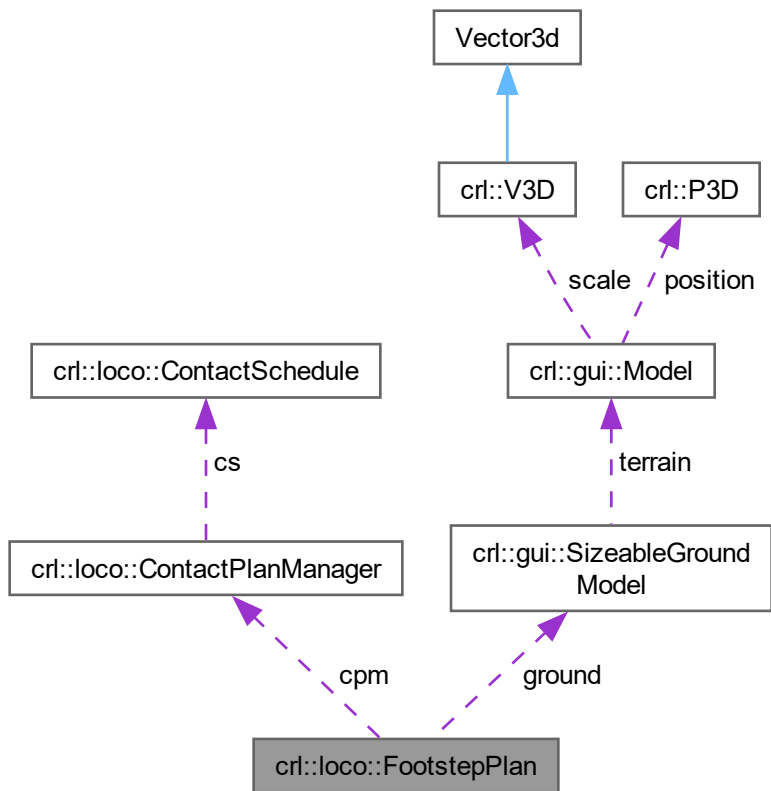 Vector3d
crl::V3D
crl::P3D
scale
position
crl::loco::ContactSchedule
crl::gui::Model
cs
terrain
crl::loco::ContactPlanManager
crl::gui::SizeableGround
Model
cpm
ground
crl::loco::FootstepPlan